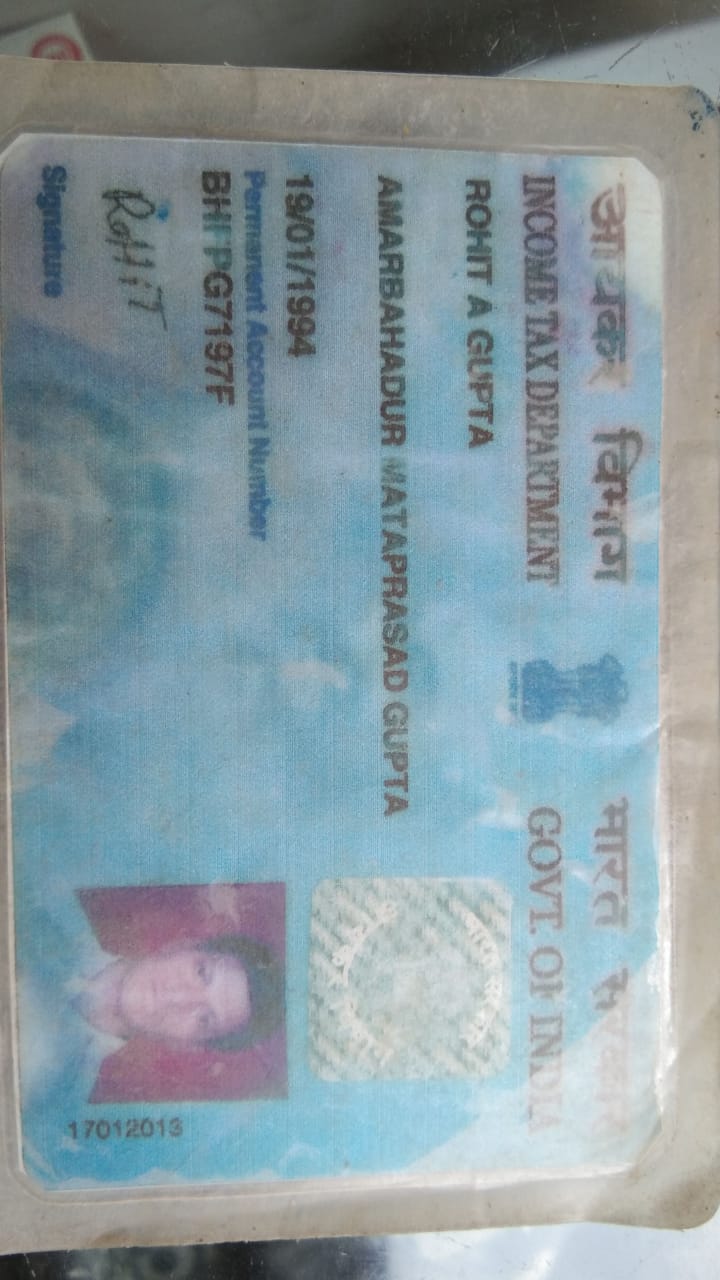 आयकर विभाग
INCOME TAX DEPARTMENT
भारत सरकार
GOVT. OF INDIA
ROHIT A GUPTA
AMARBAHADUR MATAPRASAD GUPTA
19/01/1994
Permanent Account Number
ROHiT
Signature
17012013